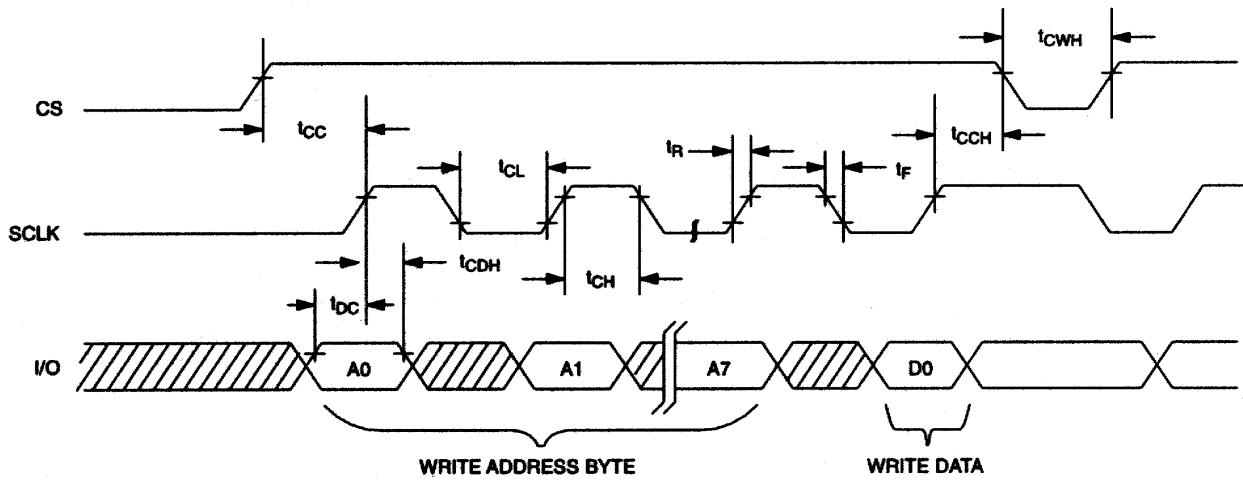 tCWH
CS
tCC
tCCH
tR
tCL
tF
SCLK
tCDH
tCH
tDC
I/O
A0
A1
A7
D0
WRITE ADDRESS BYTE
WRITE DATA